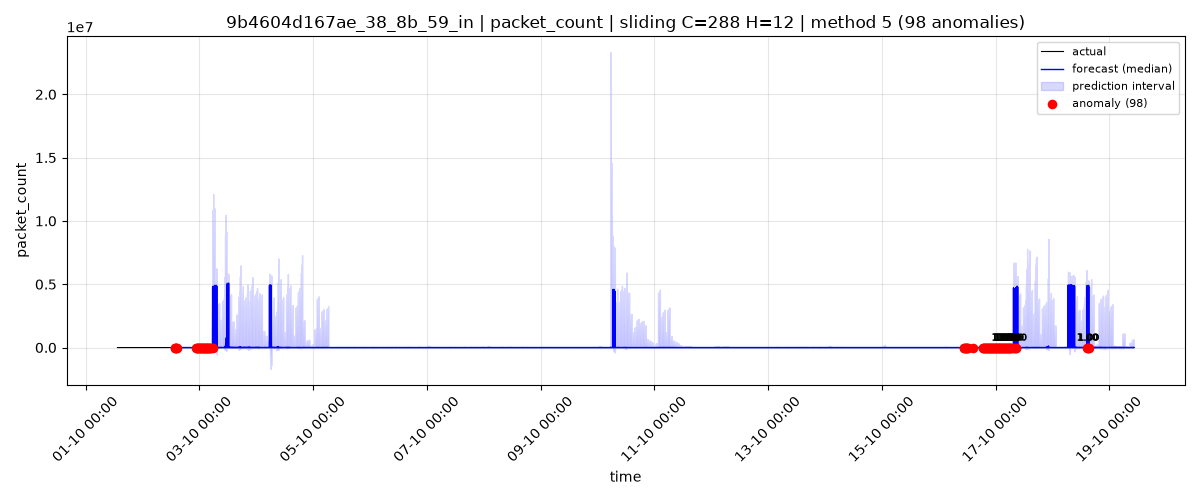 9b4604d167ae_38_8b_59_in | packet_count | sliding C=288 H=12 | method 5 (98 anomalies)
1e7
actual
forecast (median)
prediction interval
anomaly (98)
2.0
1.5
1.0
0.5
0.0
packet_count
01-10 00:00
03-10 00:00
05-10 00:00
07-10 00:00
09-10 00:00
11-10 00:00
13-10 00:00
15-10 00:00
17-10 00:00
19-10 00:00
time